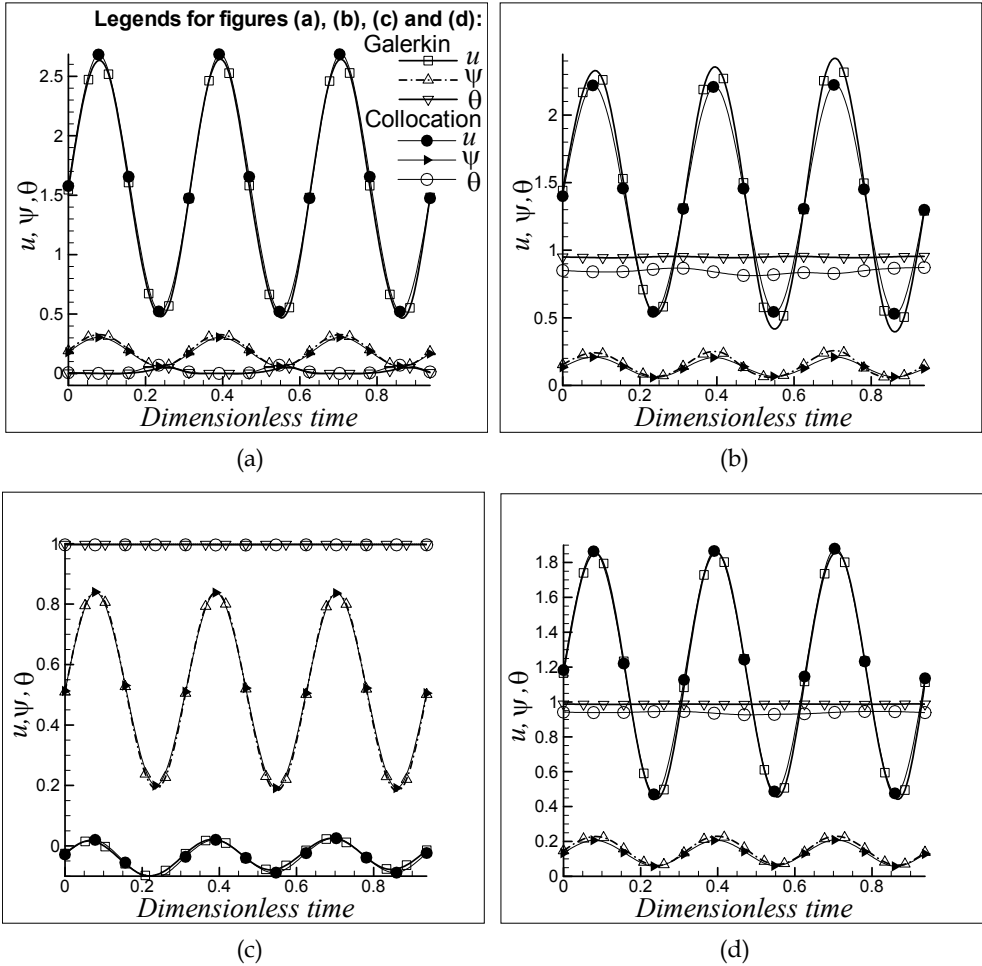 Legends for figures (a), (b), (c) and (d):
Galerkin
u
ψ
θ
Collocation
u
ψ
θ
u, ψ, θ
2.5
2
1.5
1
0.5
0
0 0.2 0.4 0.6 0.8
Dimensionless time
(a)
u, ψ, θ
2
1.5
1
0.5
0
0 0.2 0.4 0.6 0.8
Dimensionless time
(b)
u, ψ, θ
1
0.8
0.6
0.4
0.2
0
0 0.2 0.4 0.6 0.8
Dimensionless time
(c)
u, ψ, θ
1.8
1.6
1.4
1.2
1
0.8
0.6
0.4
0.2
0
0 0.2 0.4 0.6 0.8
Dimensionless time
(d)